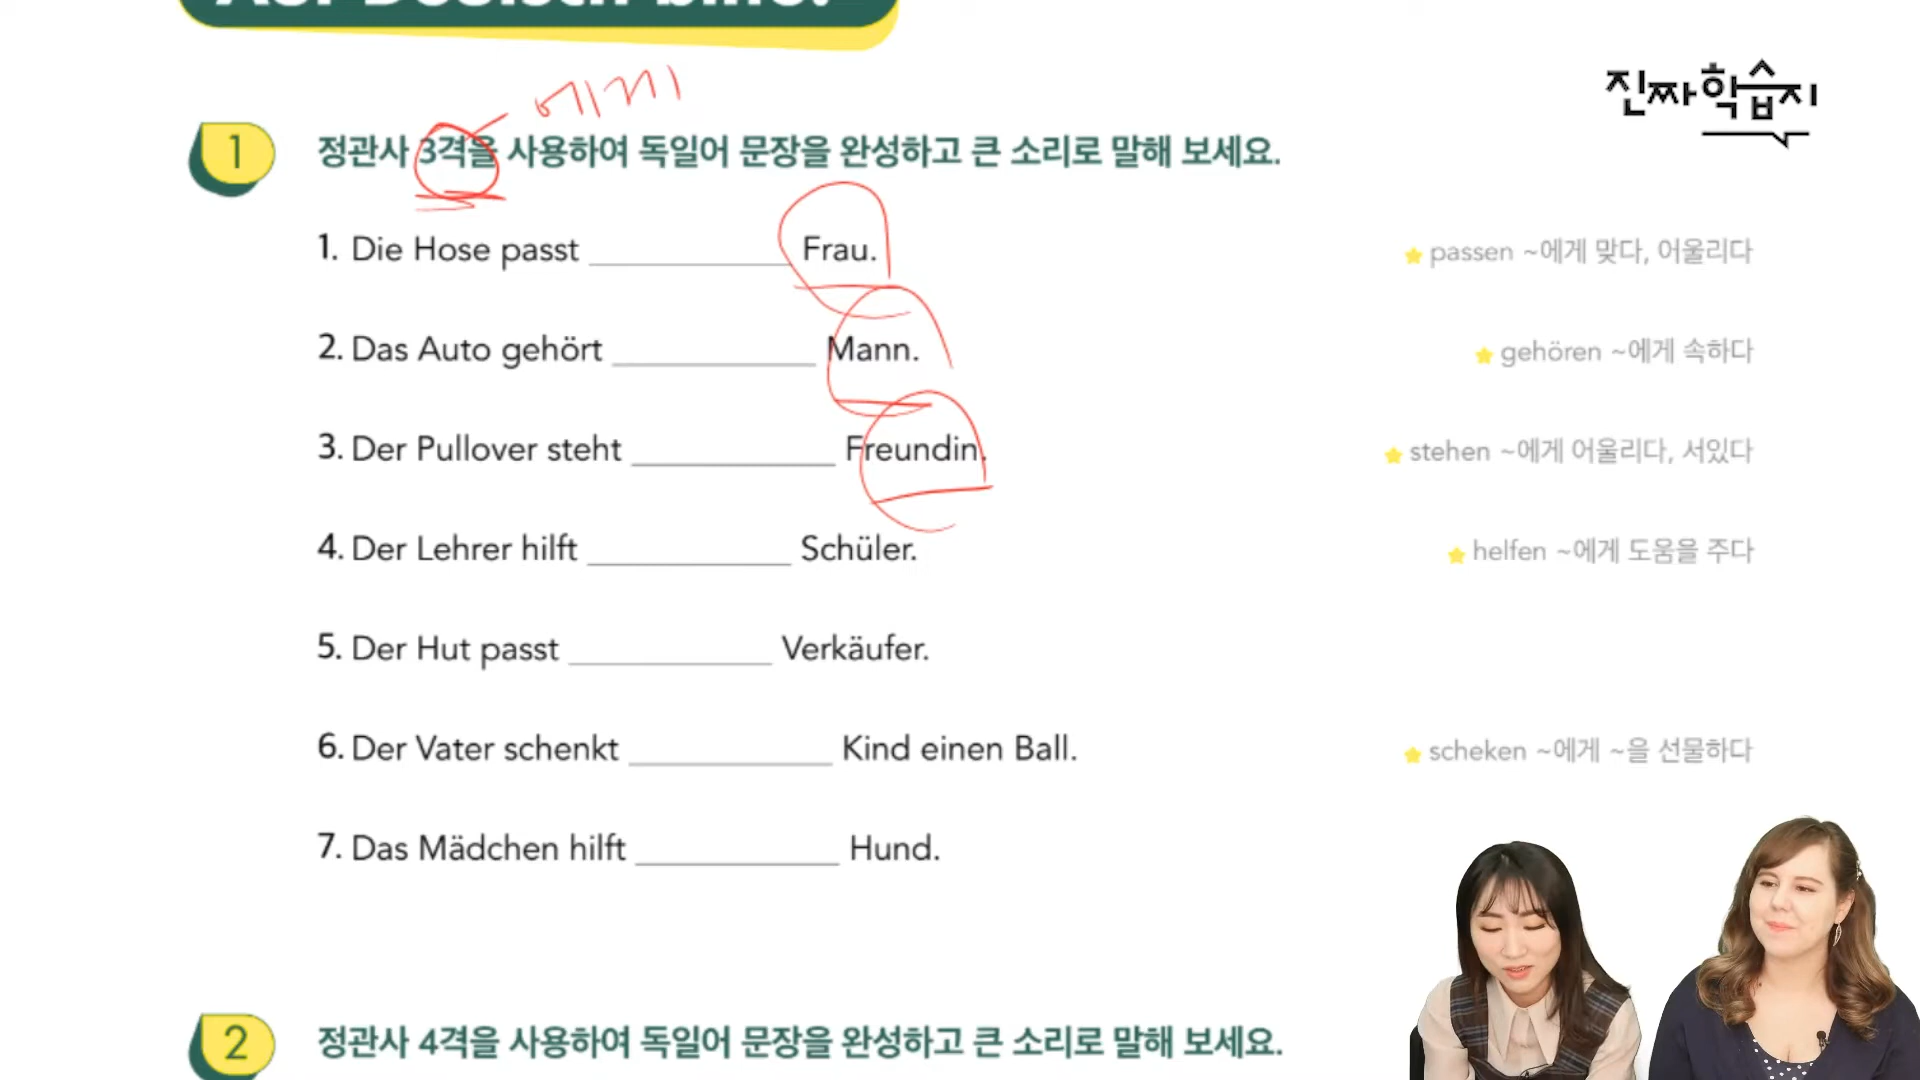 에게
진짜학습지
1 정관사 3격을 사용하여 독일어 문장을 완성하고 큰 소리로 말해 보세요.
1. Die Hose passt ____________ Frau.
passen ~에게 맞다, 어울리다
2. Das Auto gehört ____________ Mann.
gehören ~에게 속하다
3. Der Pullover steht ____________ Freundin.
stehen ~에게 어울리다, 서있다
4. Der Lehrer hilft ____________ Schüler.
helfen ~에게 도움을 주다
5. Der Hut passt ____________ Verkäufer.
6. Der Vater schenkt ____________ Kind einen Ball.
scheken ~에게 ~을 선물하다
7. Das Mädchen hilft ____________ Hund.
2 정관사 4격을 사용하여 독일어 문장을 완성하고 큰 소리로 말해 보세요.